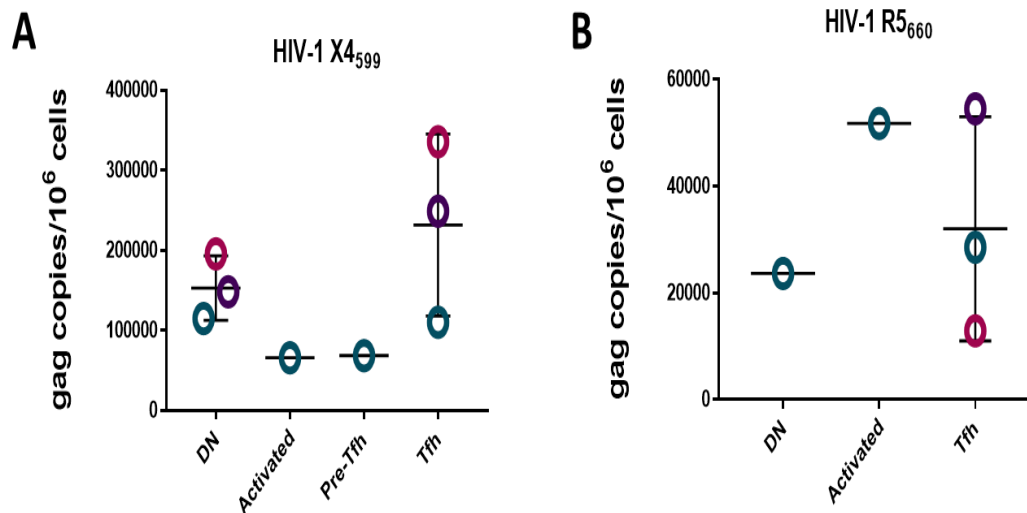 A
HIV-1 X4₅₉₉
gag copies/10⁶ cells
400000
300000
200000
100000
0
DN
Activated
Pre-Tfh
Tfh
B
HIV-1 R5₆₆₀
gag copies/10⁶ cells
60000
40000
20000
0
DN
Activated
Tfh